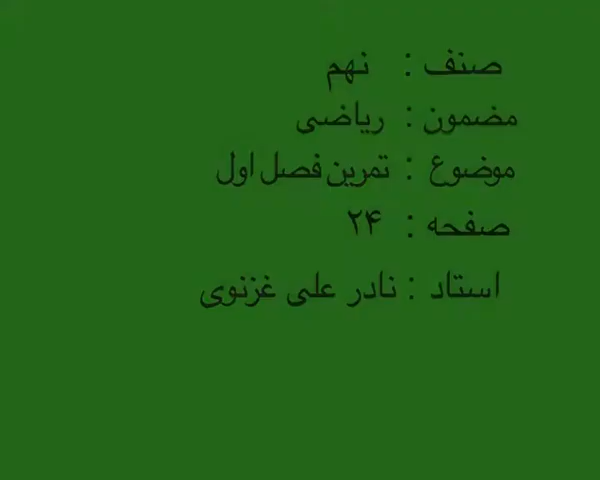 صنف : نهم
مضمون : ریاضی
موضوع : تمرین فصل اول
صفحه : ۲۴
استاد : نادر علی غزنوی